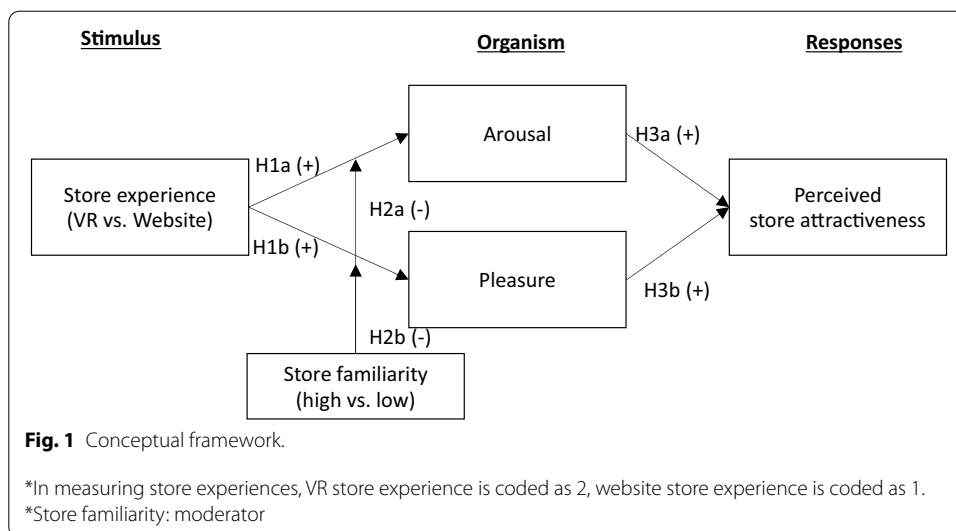 Stimulus
Organism
Responses
Arousal
H1a (+)
H3a (+)
Store experience
(VR vs. Website)
Perceived
store attractiveness
H2a (-)
H1b (+)
Pleasure
H3b (+)
H2b (-)
Store familiarity
(high vs. low)
Fig. 1 Conceptual framework.
*In measuring store experiences, VR store experience is coded as 2, website store experience is coded as 1.
*Store familiarity: moderator